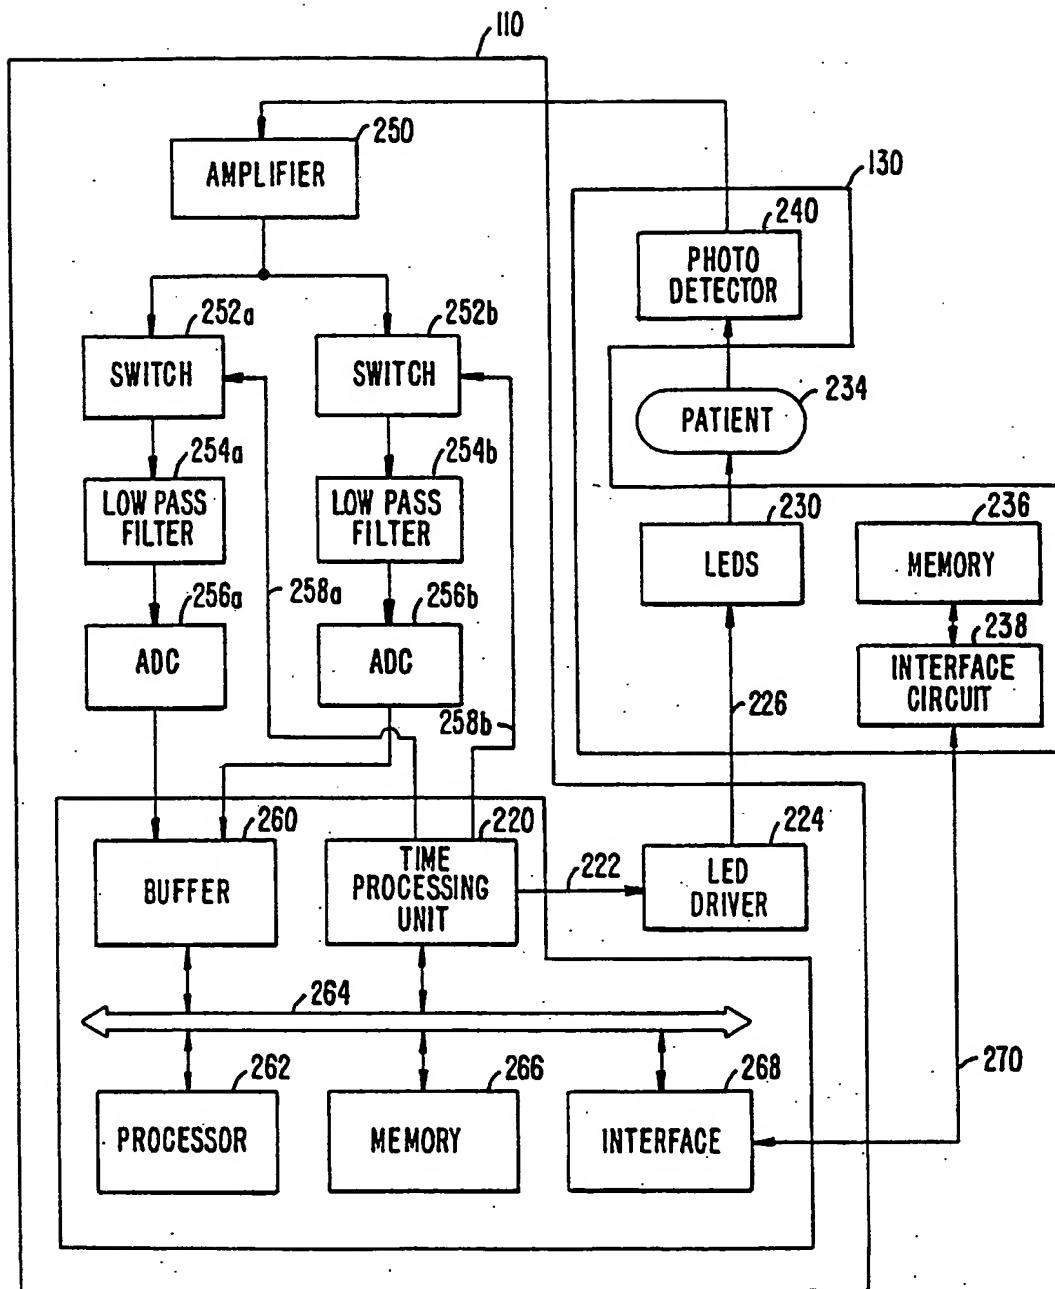 110
250
AMPLIFIER
130
240
PHOTO
DETECTOR
252a
SWITCH
252b
SWITCH
234
PATIENT
254a
LOW PASS
FILTER
254b
LOW PASS
FILTER
230
LEDS
236
MEMORY
256a
ADC
258a
256b
ADC
258b
238
INTERFACE
CIRCUIT
226
260
BUFFER
220
TIME
PROCESSING
UNIT
222
224
LED
DRIVER
264
262
PROCESSOR
266
MEMORY
268
INTERFACE
270